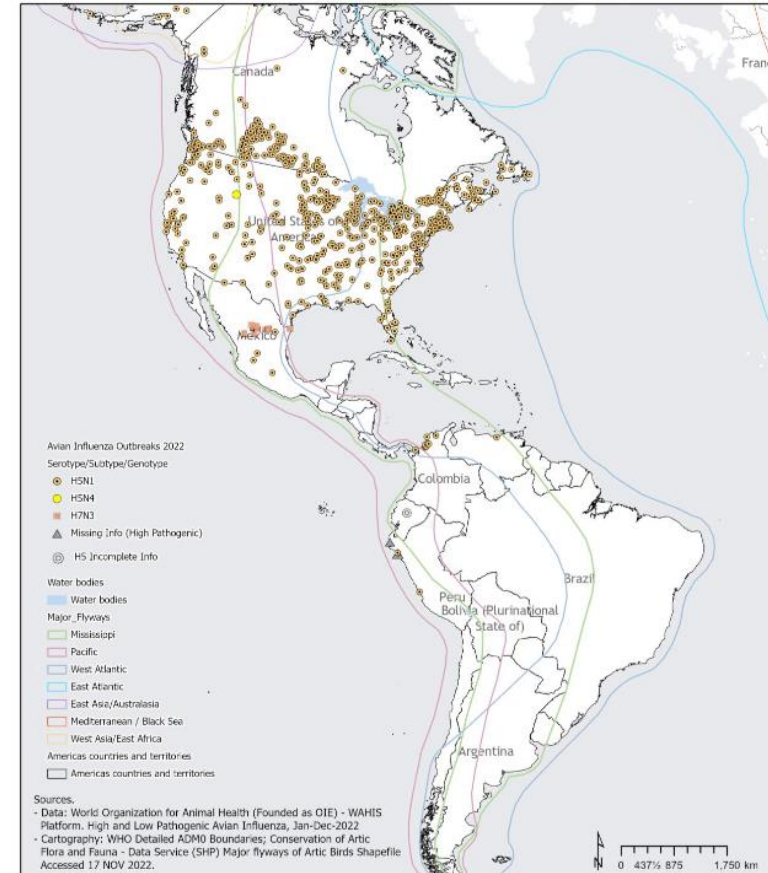 Canada
Franc
United States of
America
Mexico
Avian Influenza Outbreaks 2022
Serotype/Subtype/Genotype
H5N1
H5N4
H7N3
Missing Info (High Pathogenic)
H5 Incomplete Info
Water bodies
Water bodies
Major_Flyways
Mississippi
Pacific
West Atlantic
East Atlantic
East Asia/Australasia
Mediterranean / Black Sea
West Asia/East Africa
Americas countries and territories
Americas countries and territories
Colombia
Brazil
Peru
Bolivia (Plurinational
State of)
Argentina
Sources.
- Data: World Organization for Animal Health (Founded as OIE) - WAHIS
Platform. High and Low Pathogenic Avian Influenza, Jan-Dec-2022
- Cartography: WHO Detailed ADM0 Boundaries; Conservation of Artic
Flora and Fauna - Data Service (SHP) Major flyways of Artic Birds Shapefile
Accessed 17 NOV 2022.
N
0 437½ 875 1,750 km